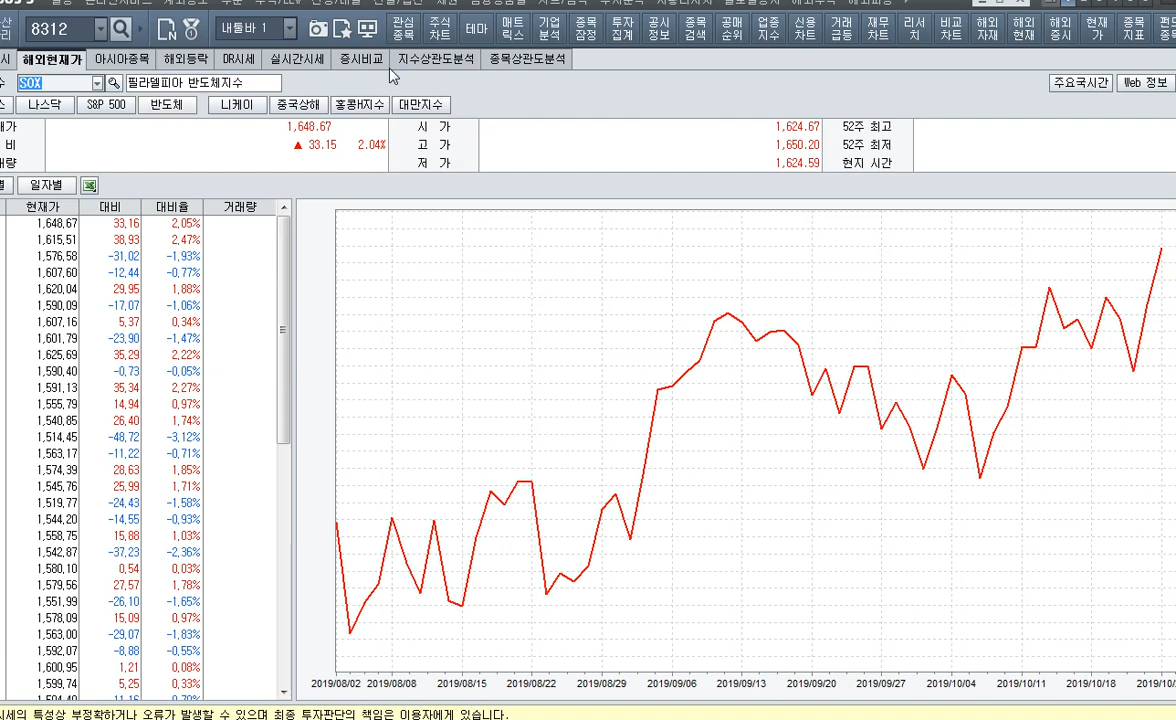 8312 내툴바 1 관심종목 주식차트 테마 매트릭스 기업분석 종목잠정 투자집계 공시정보 종목검색 공매순위 업종지수 신용차트 거래급등 재무차트 리서치 비교차트 해외자재 해외현재 해외증시 현재가 종목지표
해외현재가 아시아종목 해외등락 DR시세 실시간시세 증시비교 지수상관도분석 종목상관도분석
SOX 필라델피아 반도체지수 주요국시간 Web 정보
나스닥 S&P 500 반도체 니케이 중국상해 홍콩H지수 대만지수
1,648.67 시 가 1,624.67 52주 최고
▲ 33.15 2.04% 고 가 1,650.20 52주 최저
저 가 1,624.59 현지 시간
일자별
현재가 대비 대비율 거래량
1,648,67 33,16 2,05%
1,615,51 38,93 2,47%
1,576,58 -31,02 -1,93%
1,607,60 -12,44 -0,77%
1,620,04 29,95 1,88%
1,590,09 -17,07 -1,06%
1,607,16 5,37 0,34%
1,601,79 -23,90 -1,47%
1,625,69 35,29 2,22%
1,590,40 -0,73 -0,05%
1,591,13 35,34 2,27%
1,555,79 14,94 0,97%
1,540,85 26,40 1,74%
1,514,45 -48,72 -3,12%
1,563,17 -11,22 -0,71%
1,574,39 28,63 1,85%
1,545,76 25,99 1,71%
1,519,77 -24,43 -1,58%
1,544,20 -14,55 -0,93%
1,558,75 15,88 1,03%
1,542,87 -37,23 -2,36%
1,580,10 0,54 0,03%
1,579,56 27,57 1,78%
1,551,99 -26,10 -1,65%
1,578,09 15,09 0,97%
1,563,00 -29,07 -1,83%
1,592,07 -8,88 -0,55%
1,600,95 1,21 0,08%
1,599,74 5,25 0,33%
2019/08/02 2019/08/08 2019/08/15 2019/08/22 2019/08/29 2019/09/06 2019/09/13 2019/09/20 2019/09/27 2019/10/04 2019/10/11 2019/10/18 2019/10/
시세의 특성상 부정확하거나 오류가 발생할 수 있으며 최종 투자판단의 책임은 이용자에게 있습니다.